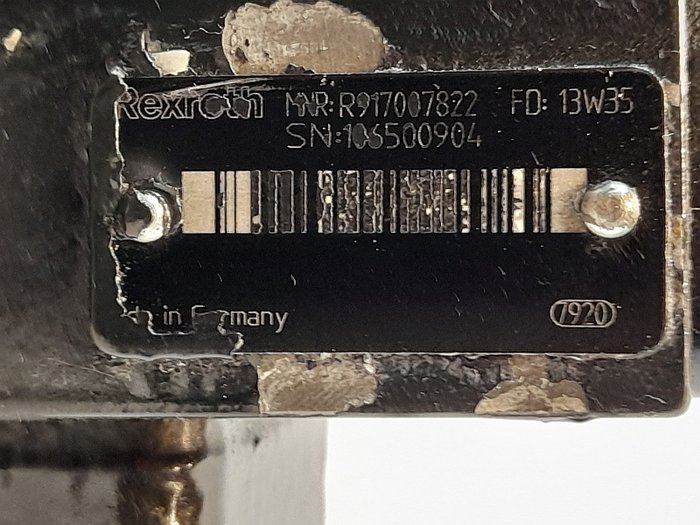 Rexroth MNR: R917007822 FD: 13W35
SN:106500904
in Germany
7920